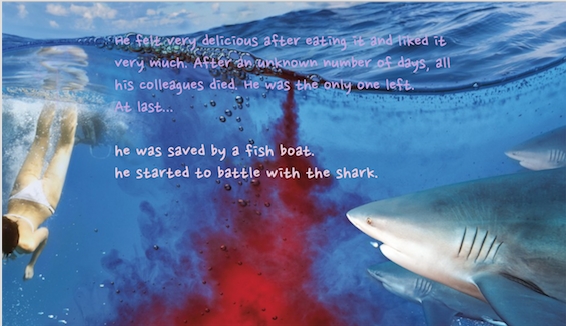 He felt very delicious after eating it and liked it
very much. After an unknown number of days, all
his colleagues died. He was the only one left.
At last...
he was saved by a fish boat.
he started to battle with the shark.